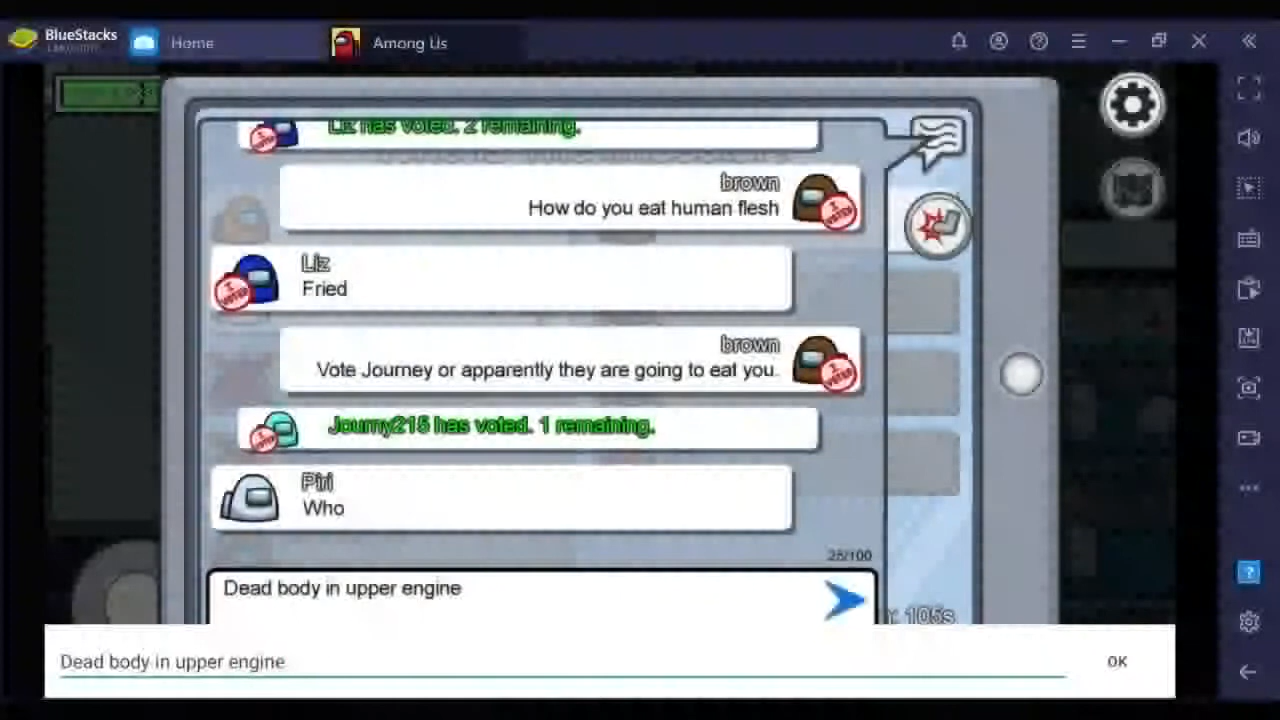 BlueStacks
Home
Among Us
Liz has voted. 2 remaining.
brown
How do you eat human flesh
Liz
Fried
brown
Vote Journey or apparently they are going to eat you.
Journy215 has voted. 1 remaining.
Piri
Who
25/100
Dead body in upper engine
105s
Dead body in upper engine
OK